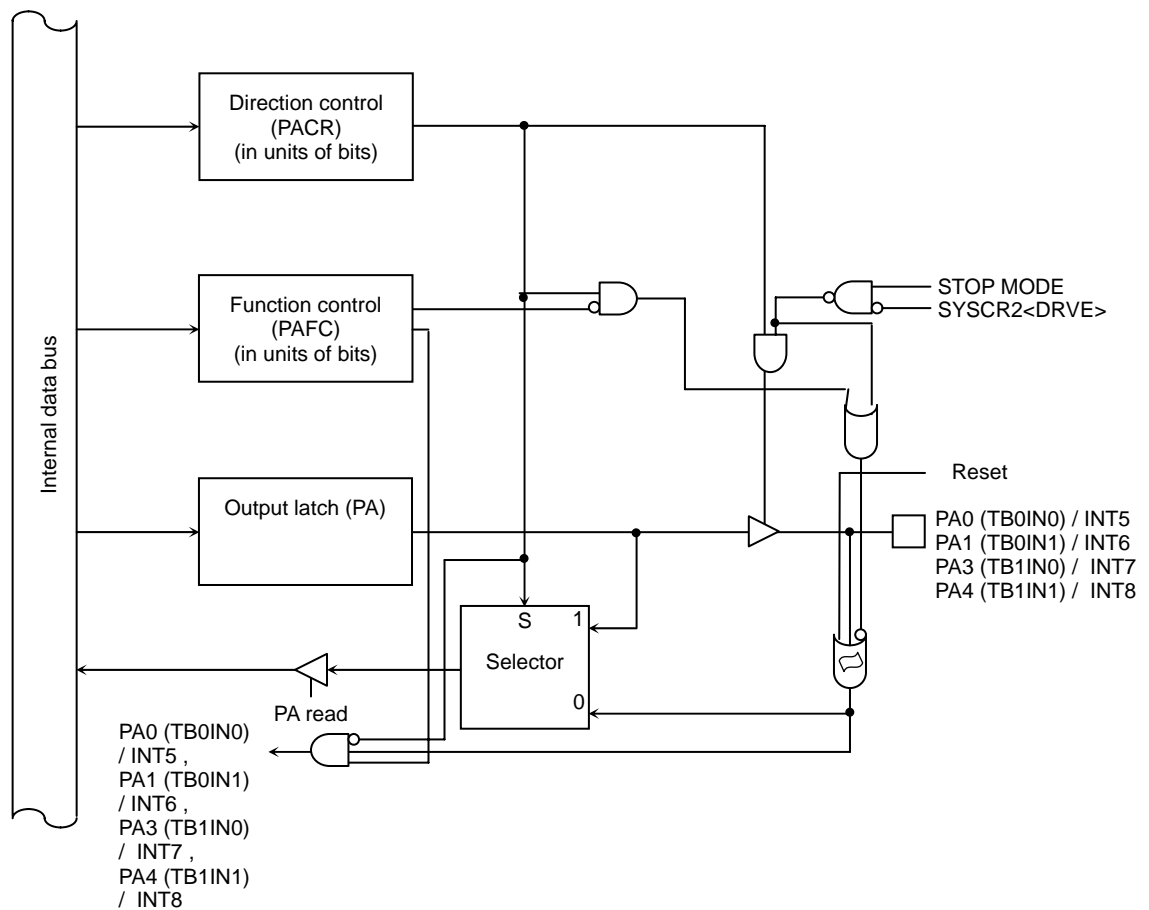 Internal data bus
Direction control
(PACR)
(in units of bits)
Function control
(PAFC)
(in units of bits)
STOP MODE
SYSCR2<DRVE>
Output latch (PA)
Reset
PA0 (TB0IN0) / INT5
PA1 (TB0IN1) / INT6
PA3 (TB1IN0) / INT7
PA4 (TB1IN1) / INT8
S
1
Selector
0
PA read
PA0 (TB0IN0)
/ INT5 ,
PA1 (TB0IN1)
/ INT6 ,
PA3 (TB1IN0)
/ INT7 ,
PA4 (TB1IN1)
/ INT8